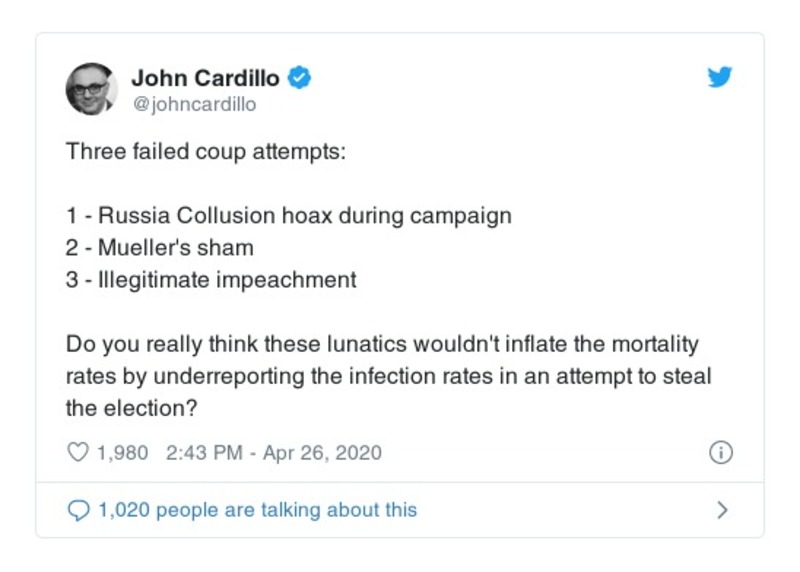 John Cardillo
@johncardillo
Three failed coup attempts:
1 - Russia Collusion hoax during campaign
2 - Mueller's sham
3 - Illegitimate impeachment
Do you really think these lunatics wouldn't inflate the mortality
rates by underreporting the infection rates in an attempt to steal
the election?
1,980 2:43 PM - Apr 26, 2020
1,020 people are talking about this